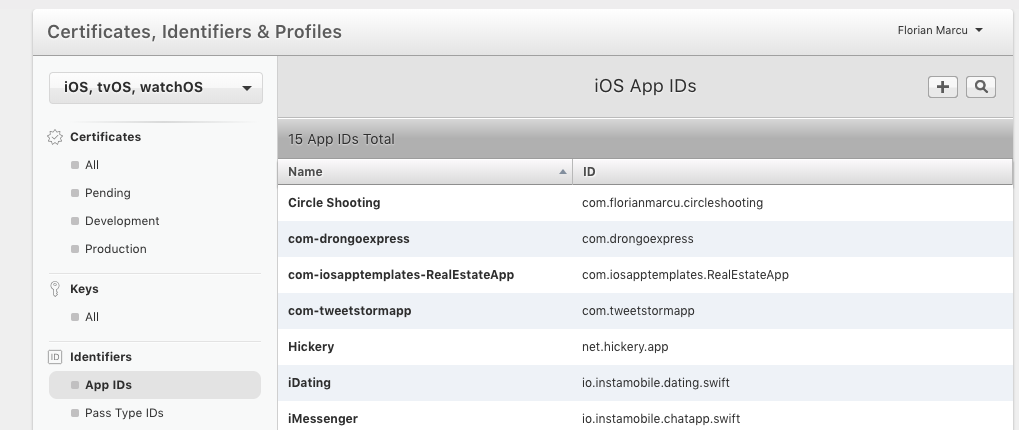 Certificates, Identifiers & Profiles
Florian Marcu
iOS, tvOS, watchOS
Certificates
All
Pending
Development
Production
Keys
All
ID Identifiers
App IDs
Pass Type IDs
iOS App IDs
15 App IDs Total
Name ID
Circle Shooting com.florianmarcu.circleshooting
com-drongoexpress com.drongoexpress
com-iosapptemplates-RealEstateApp com.iosapptemplates.RealEstateApp
com-tweetstormapp com.tweetstormapp
Hickery net.hickery.app
iDating io.instamobile.dating.swift
iMessenger io.instamobile.chatapp.swift